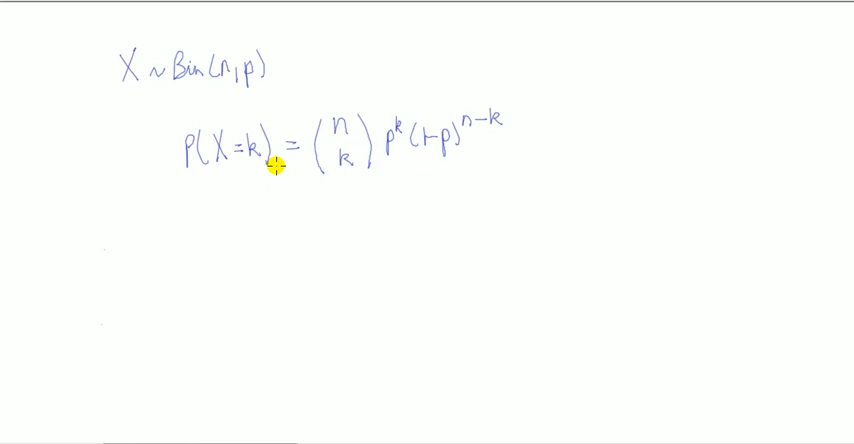 X ~ Bin(n,p)
P(X=k) = (n k) p^k (1-p)^n-k